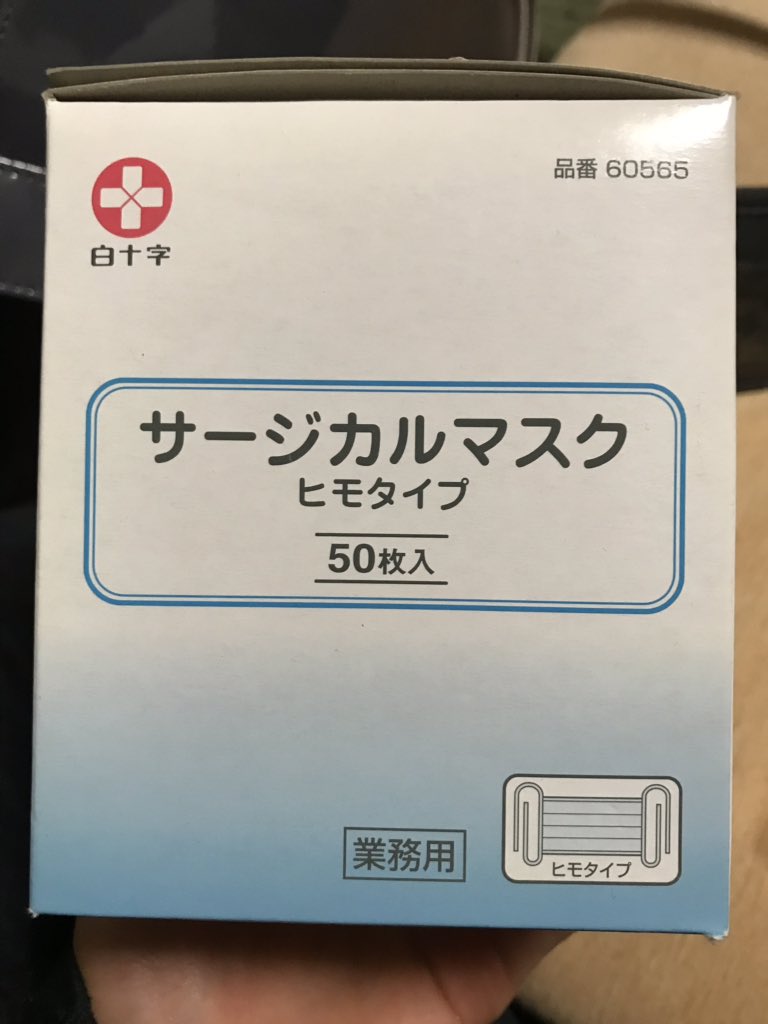 品番 60565
白十字
サージカルマスク
ヒモタイプ
50枚入
業務用
ヒモタイプ